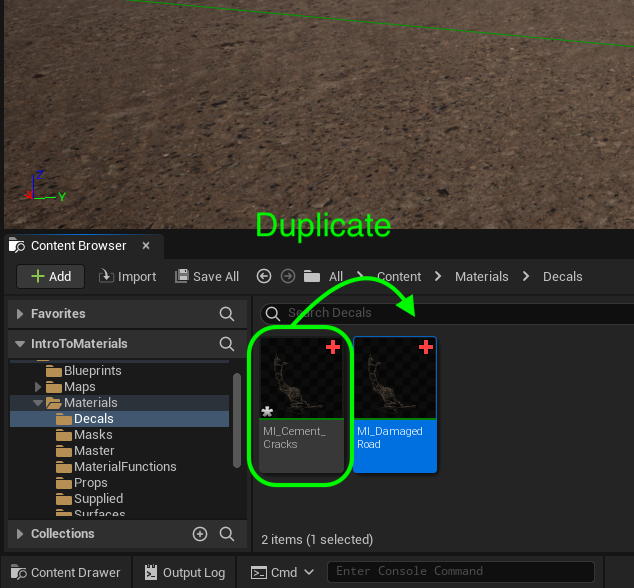 Z
Y
Duplicate
Content Browser
Add
Import
Save All
All
Content
Materials
Decals
Favorites
Search Decals
IntroToMaterials
Blueprints
Maps
Materials
Decals
Masks
Master
MaterialFunctions
Props
Supplied
Surfaces
MI_Cement_
Cracks
MI_Damaged
Road
Collections
2 items (1 selected)
Content Drawer
Output Log
Cmd
Enter Console Command